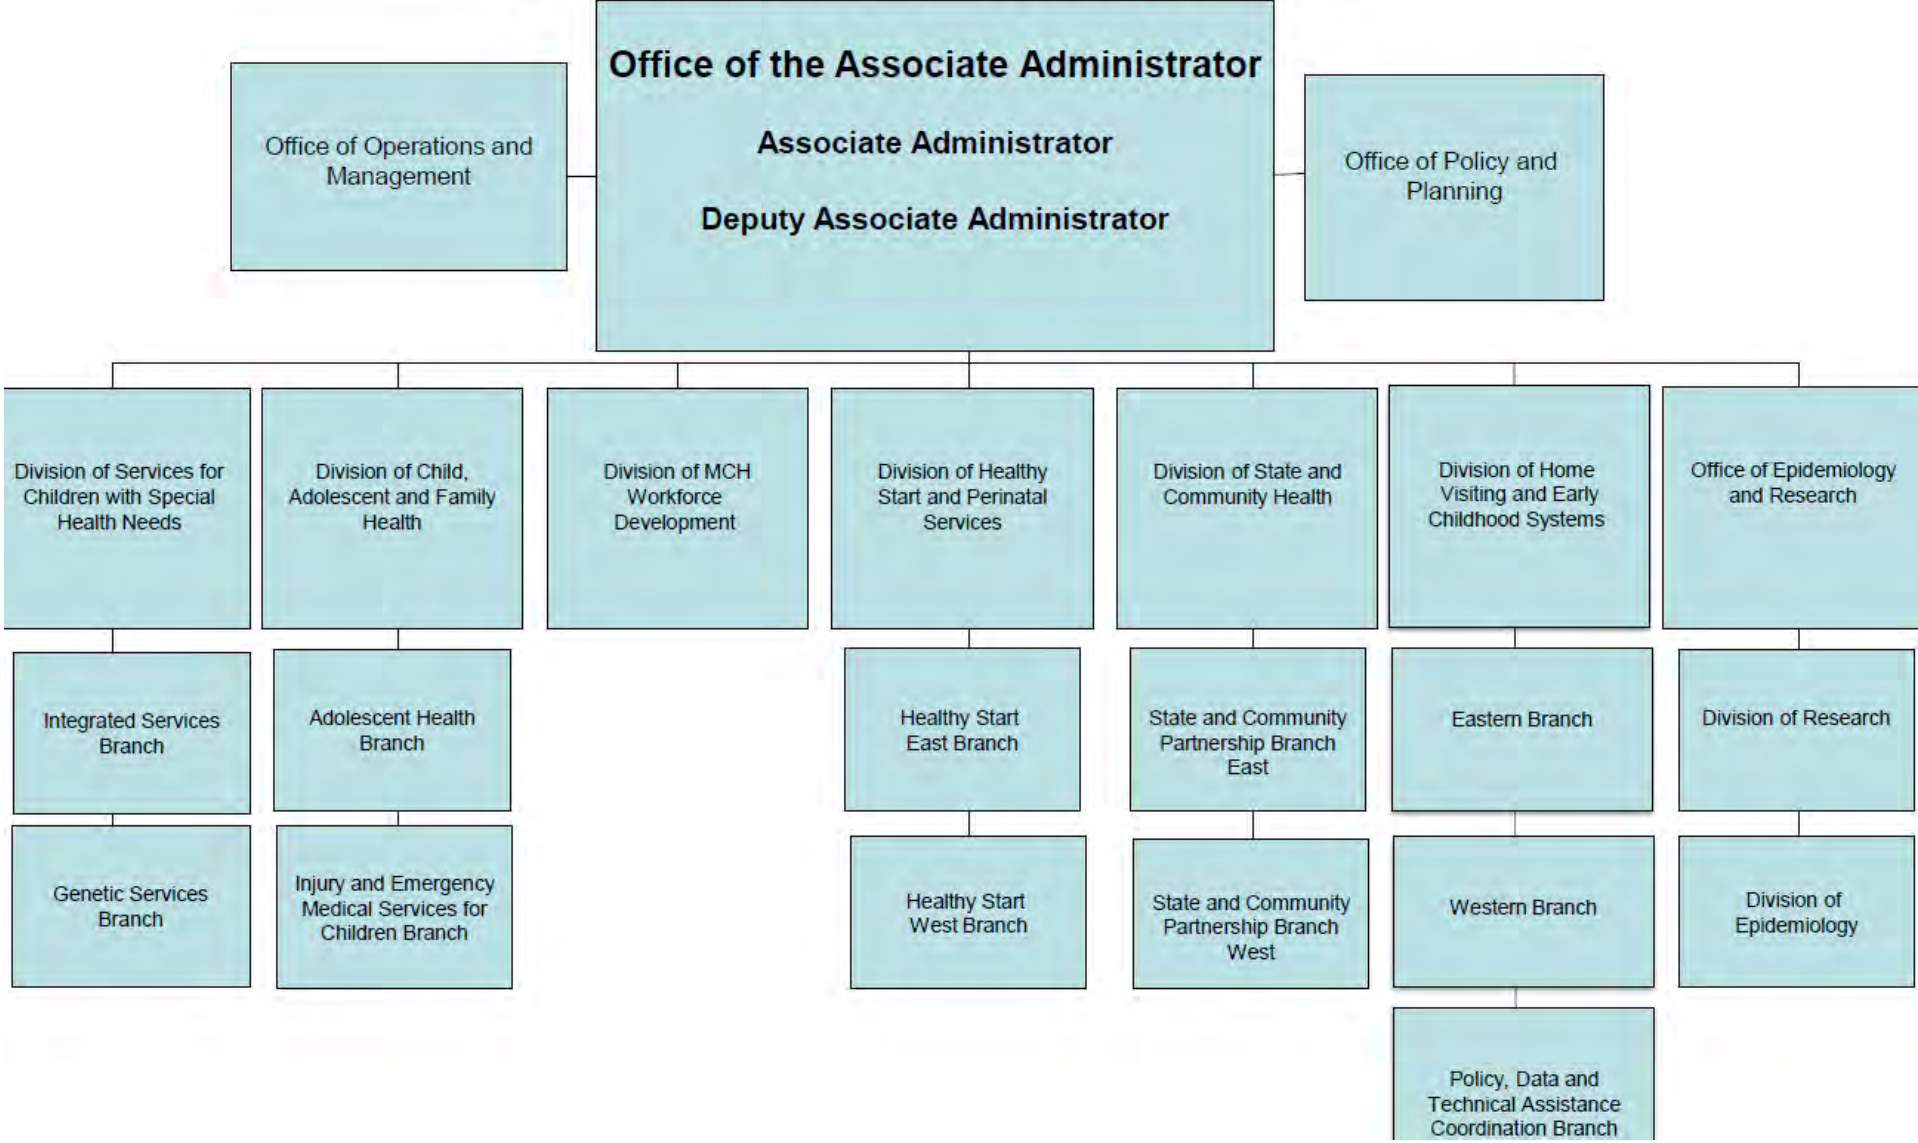 Office of the Associate Administrator
Associate Administrator
Deputy Associate Administrator
Office of Operations and
Management
Office of Policy and
Planning
Division of Services for
Children with Special
Health Needs
Division of Child,
Adolescent and Family
Health
Division of MCH
Workforce
Development
Division of Healthy
Start and Perinatal
Services
Division of State and
Community Health
Division of Home
Visiting and Early
Childhood Systems
Office of Epidemiology
and Research
Integrated Services
Branch
Adolescent Health
Branch
Healthy Start
East Branch
State and Community
Partnership Branch
East
Eastern Branch
Division of Research
Genetic Services
Branch
Injury and Emergency
Medical Services for
Children Branch
Healthy Start
West Branch
State and Community
Partnership Branch
West
Western Branch
Division of
Epidemiology
Policy, Data and
Technical Assistance
Coordination Branch